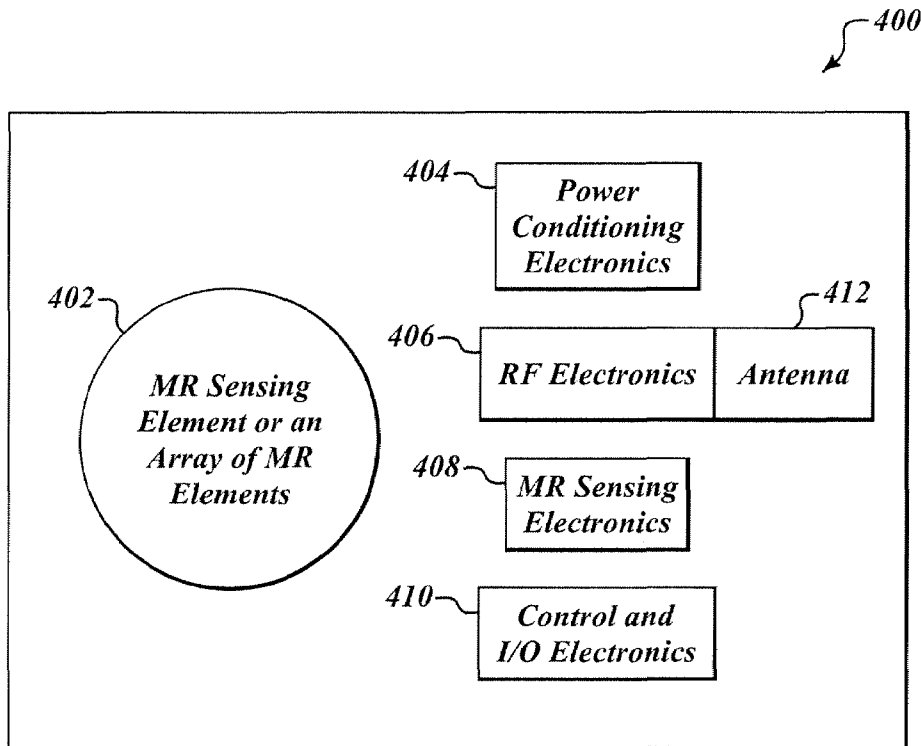 400
404
Power
Conditioning
Electronics
402
412
406
RF Electronics
Antenna
MR Sensing
Element or an
Array of MR
Elements
408
MR Sensing
Electronics
410
Control and
I/O Electronics